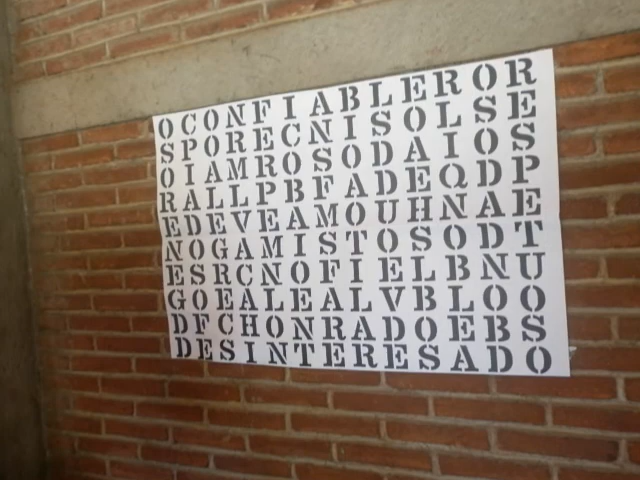 OCONFIABLEROR
SPORECNISOLSE
OIAMROSODAIOS
RALLPBFADEQDP
EDEVEAMOUHNAE
NOGAMISTOSODT
ESRCNOFIELBNU
GOEALEALVBLOO
DFCHONRADOEBS
DESINTERESADO